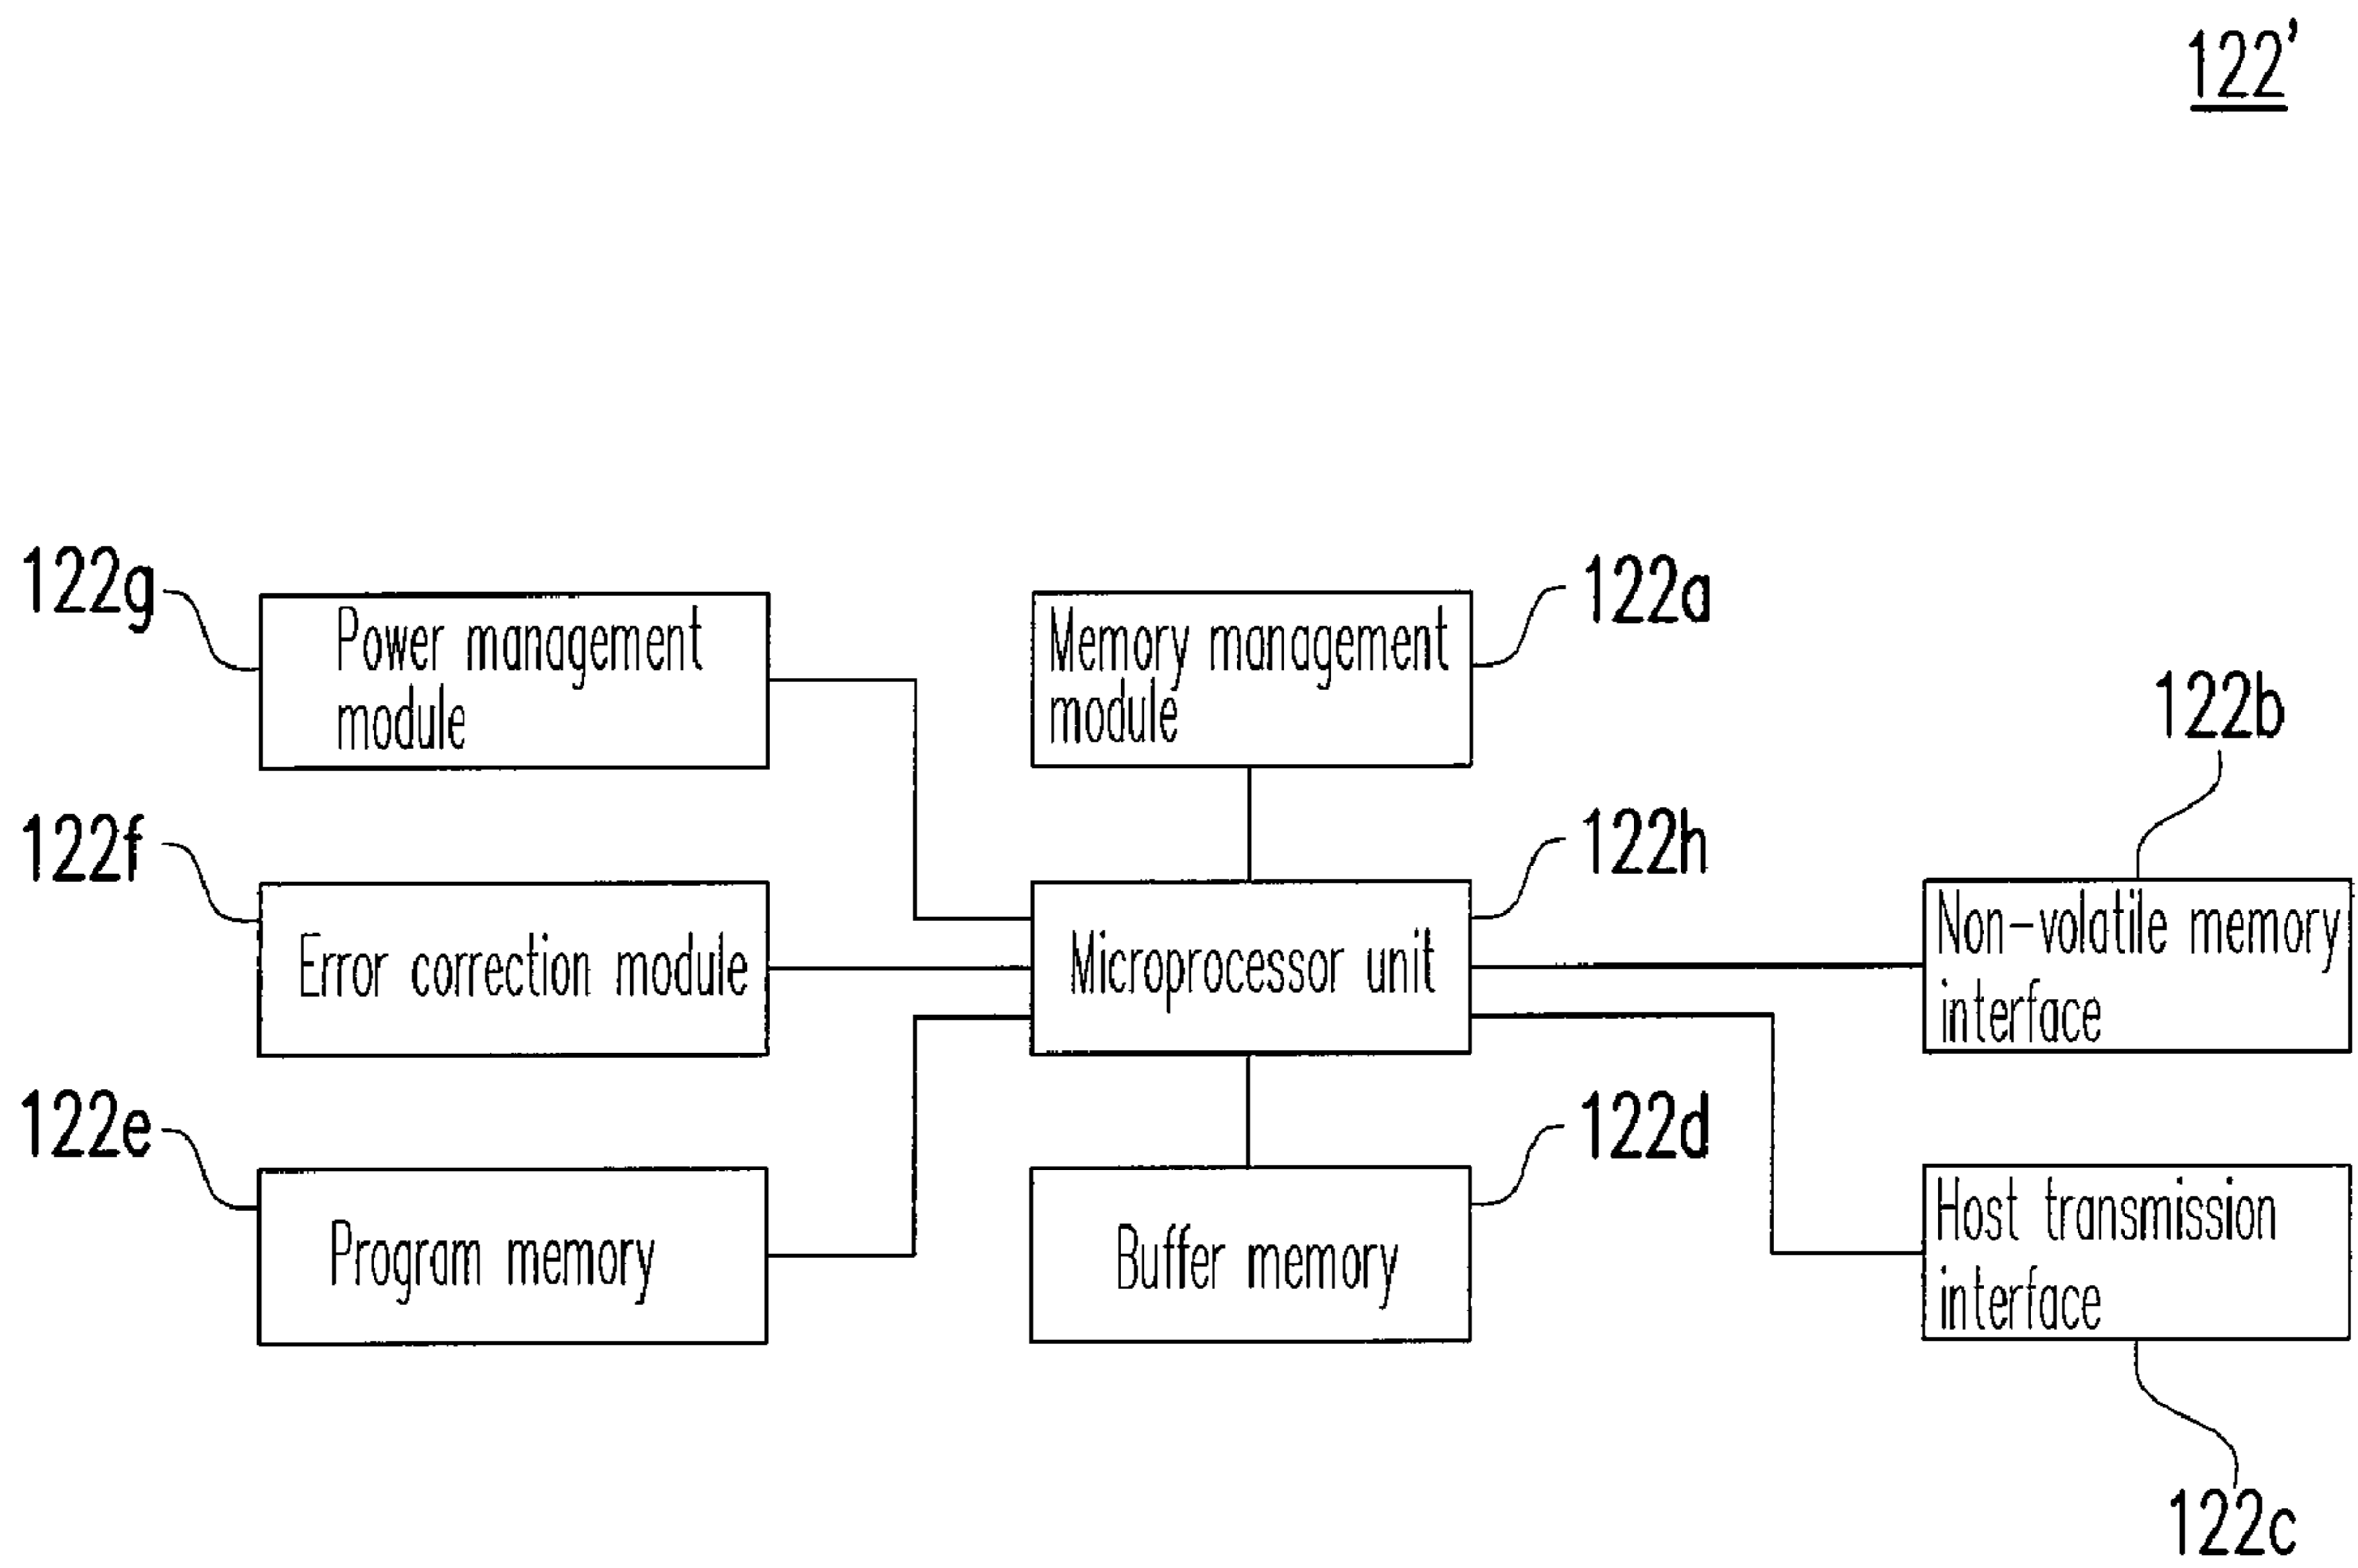 122'
122g
Power management
module
Memory management
module
122a
122b
122f
Error correction module
Microprocessor unit
122h
Non-volatile memory
interface
122e
Program memory
Buffer memory
122d
Host transmission
interface
122c